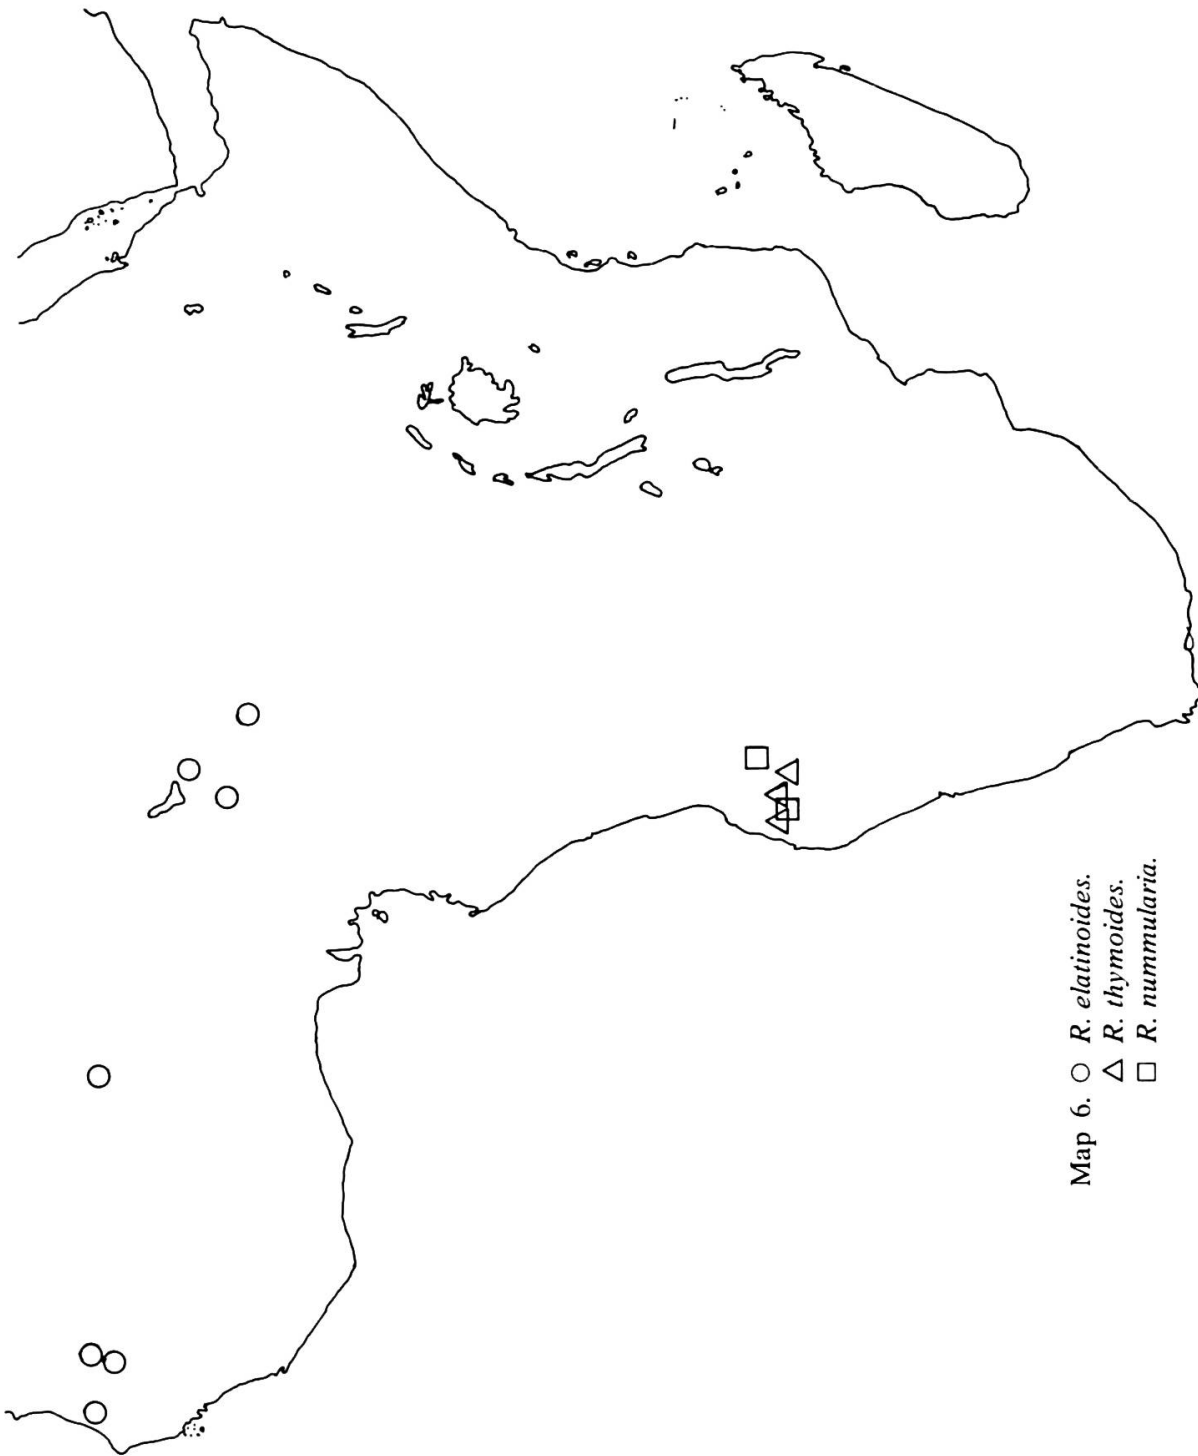 Map 6. ○ R. elatinoides.
△ R. thymoides.
□ R. nummularia.